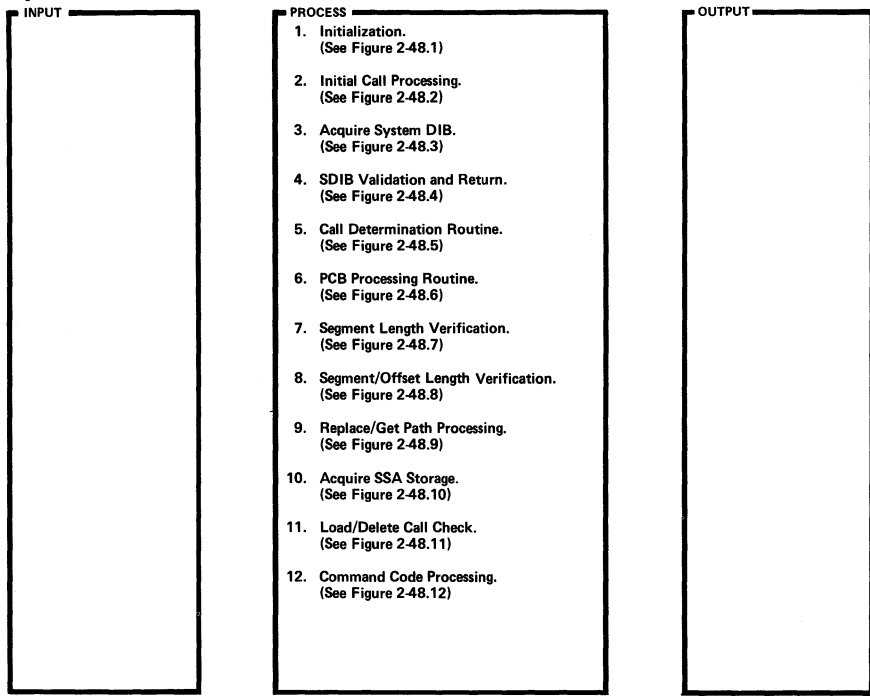 INPUT
PROCESS
1. Initialization.
(See Figure 2-48.1)
2. Initial Call Processing.
(See Figure 2-48.2)
3. Acquire System DIB.
(See Figure 2-48.3)
4. SDIB Validation and Return.
(See Figure 2-48.4)
5. Call Determination Routine.
(See Figure 2-48.5)
6. PCB Processing Routine.
(See Figure 2-48.6)
7. Segment Length Verification.
(See Figure 2-48.7)
8. Segment/Offset Length Verification.
(See Figure 2-48.8)
9. Replace/Get Path Processing.
(See Figure 2-48.9)
10. Acquire SSA Storage.
(See Figure 2-48.10)
11. Load/Delete Call Check.
(See Figure 2-48.11)
12. Command Code Processing.
(See Figure 2-48.12)
OUTPUT